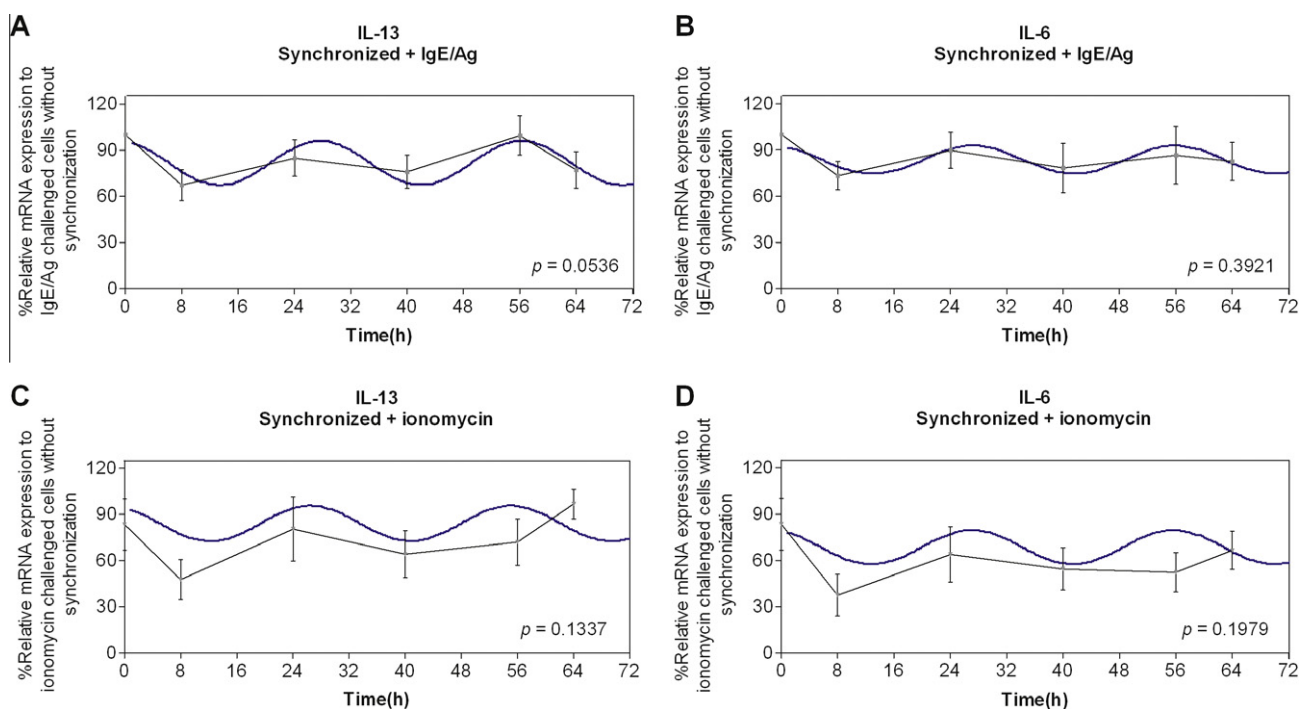 A
IL-13
Synchronized + IgE/Ag
%Relative mRNA expression to
IgE/Ag challenged cells without
synchronization
120
90
60
30
0
p = 0.0536
0 8 16 24 32 40 48 56 64 72
Time(h)
B
IL-6
Synchronized + IgE/Ag
%Relative mRNA expression to
IgE/Ag challenged cells without
synchronization
120
90
60
30
0
p = 0.3921
0 8 16 24 32 40 48 56 64 72
Time(h)
C
IL-13
Synchronized + ionomycin
%Relative mRNA expression to
ionomycin challenged cells without
synchronization
120
90
60
30
0
p = 0.1337
0 8 16 24 32 40 48 56 64 72
Time(h)
D
IL-6
Synchronized + ionomycin
%Relative mRNA expression to
ionomycin challenged cells without
synchronization
120
90
60
30
0
p = 0.1979
0 8 16 24 32 40 48 56 64 72
Time(h)